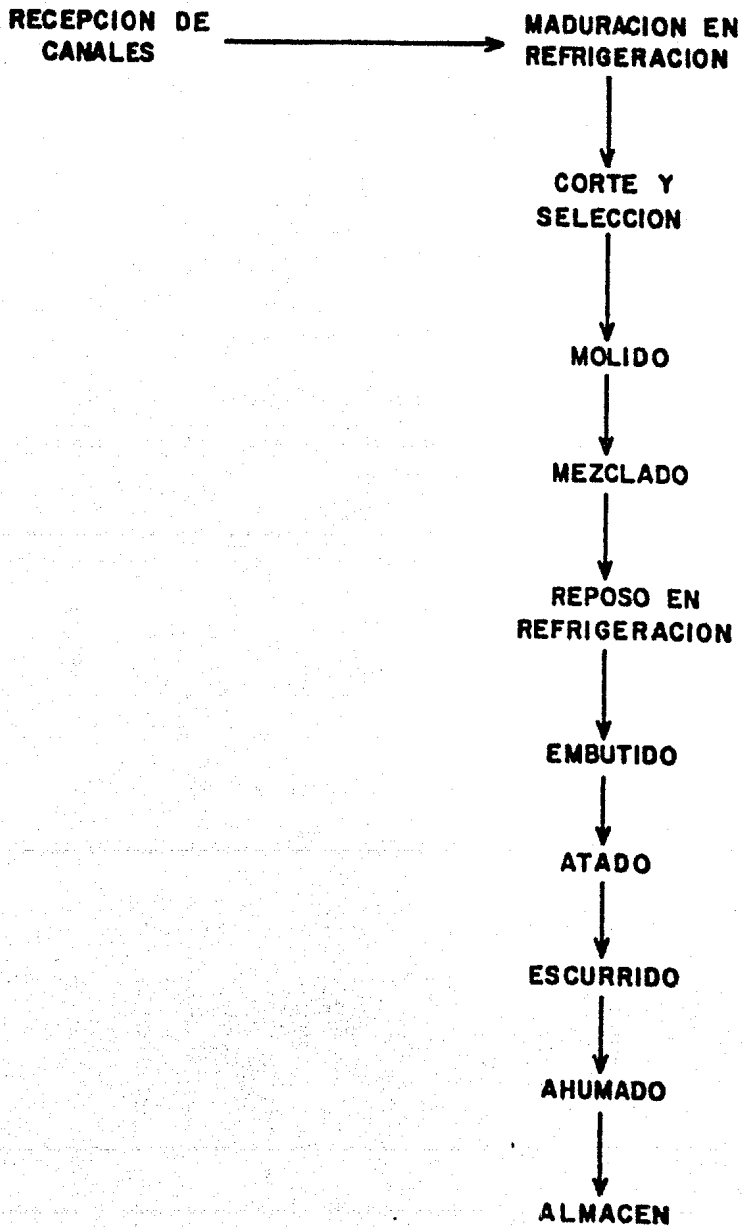 RECEPCION DE
CANALES
MADURACION EN
REFRIGERACION
CORTE Y
SELECCION
MOLIDO
MEZCLADO
REPOSO EN
REFRIGERACION
EMBUTIDO
ATADO
ESCURRIDO
AHUMADO
ALMACEN